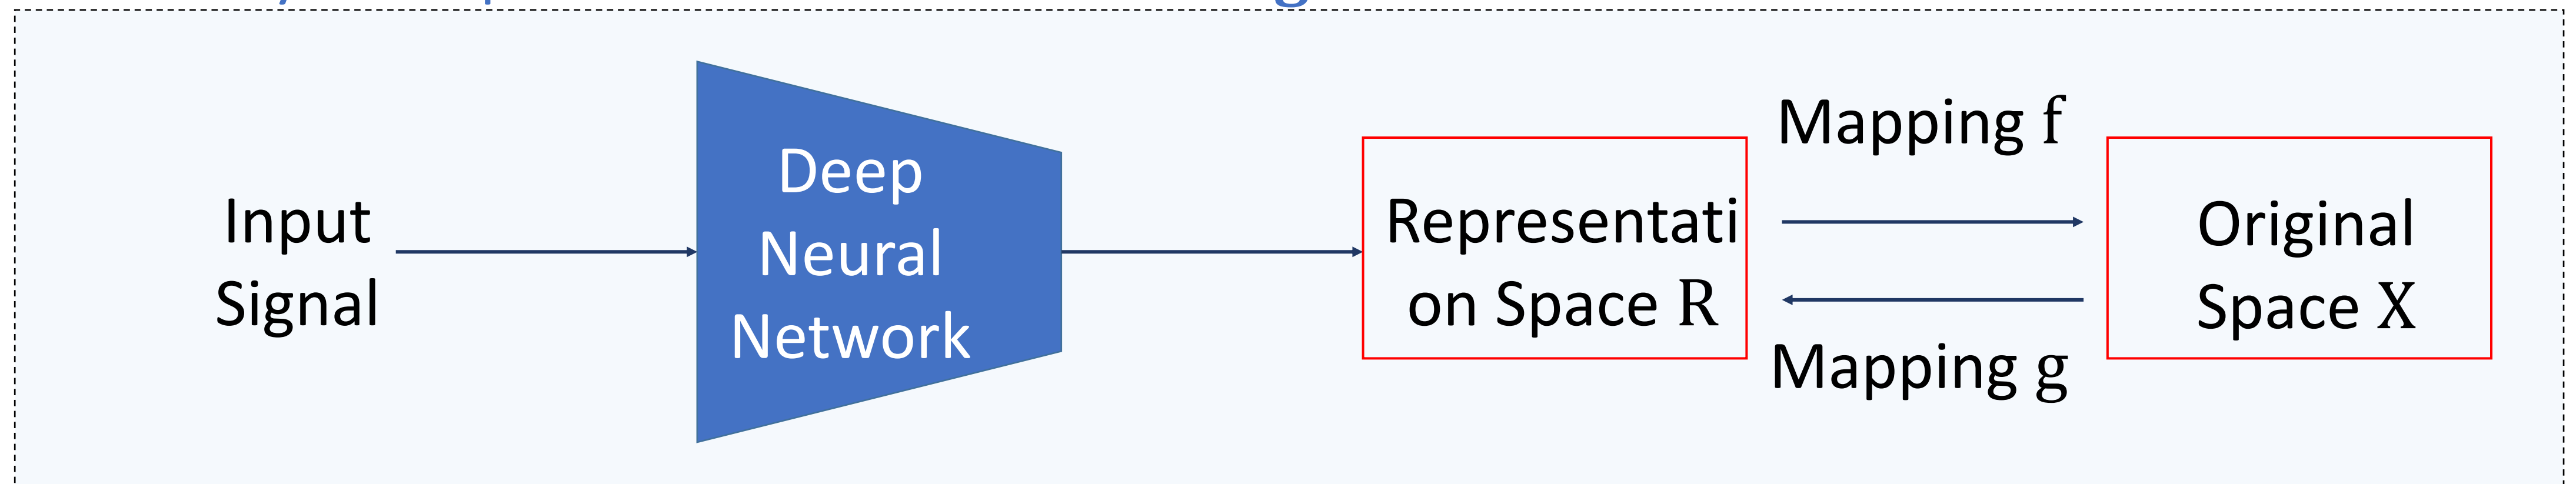 Input
Signal
Deep
Neural
Network
Representati
on Space R
Mapping f
Mapping g
Original
Space X